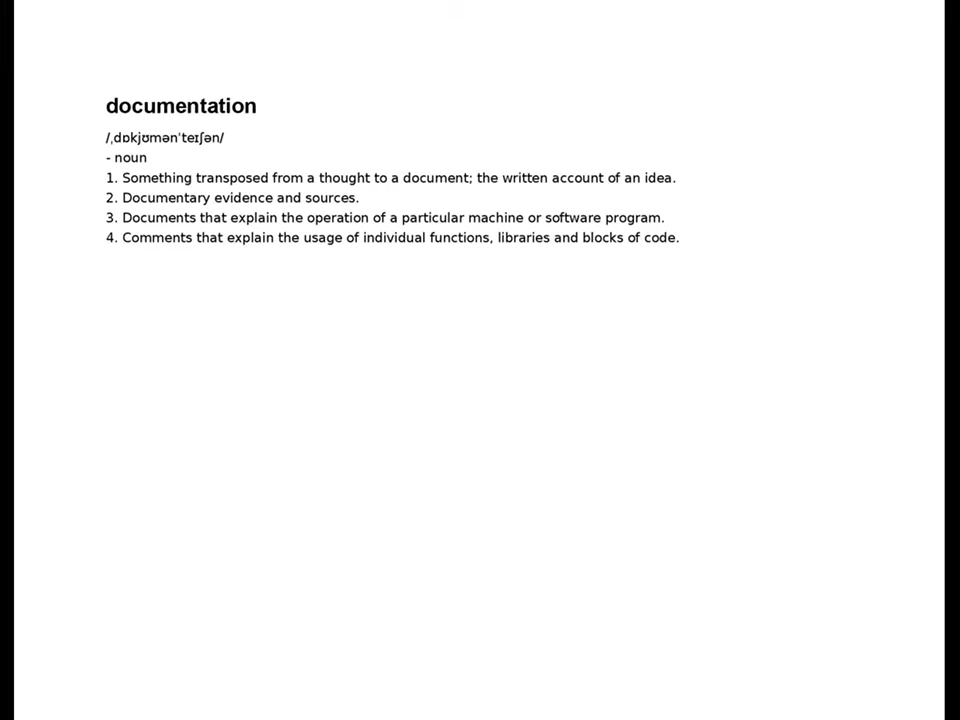 documentation
/ˌdɒkjʊmənˈteɪʃən/
- noun
1. Something transposed from a thought to a document; the written account of an idea.
2. Documentary evidence and sources.
3. Documents that explain the operation of a particular machine or software program.
4. Comments that explain the usage of individual functions, libraries and blocks of code.